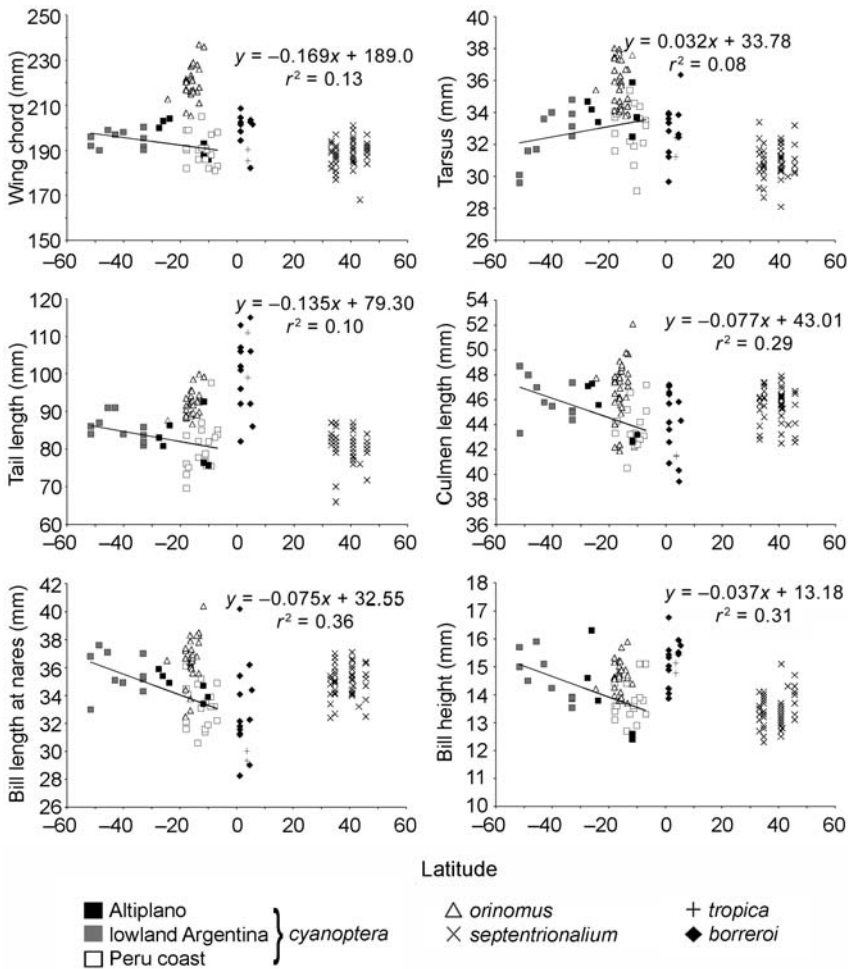 y = −0.169x + 189.0
r² = 0.13
Wing chord (mm)
250
230
210
190
170
150
−60 −40 −20 0 20 40 60
y = 0.032x + 33.78
r² = 0.08
Tarsus (mm)
40
38
36
34
32
30
28
26
−60 −40 −20 0 20 40 60
y = −0.135x + 79.30
r² = 0.10
Tail length (mm)
120
110
100
90
80
70
60
−60 −40 −20 0 20 40 60
y = −0.077x + 43.01
r² = 0.29
Culmen length (mm)
54
52
50
48
46
44
42
40
38
36
−60 −40 −20 0 20 40 60
y = −0.075x + 32.55
r² = 0.36
Bill length at nares (mm)
42
40
38
36
34
32
30
28
26
−60 −40 −20 0 20 40 60
y = −0.037x + 13.18
r² = 0.31
Bill height (mm)
18
17
16
15
14
13
12
11
10
−60 −40 −20 0 20 40 60
Latitude
Altiplano
lowland Argentina
Peru coast
cyanoptera
orinomus
septentrionalium
tropica
borreroi